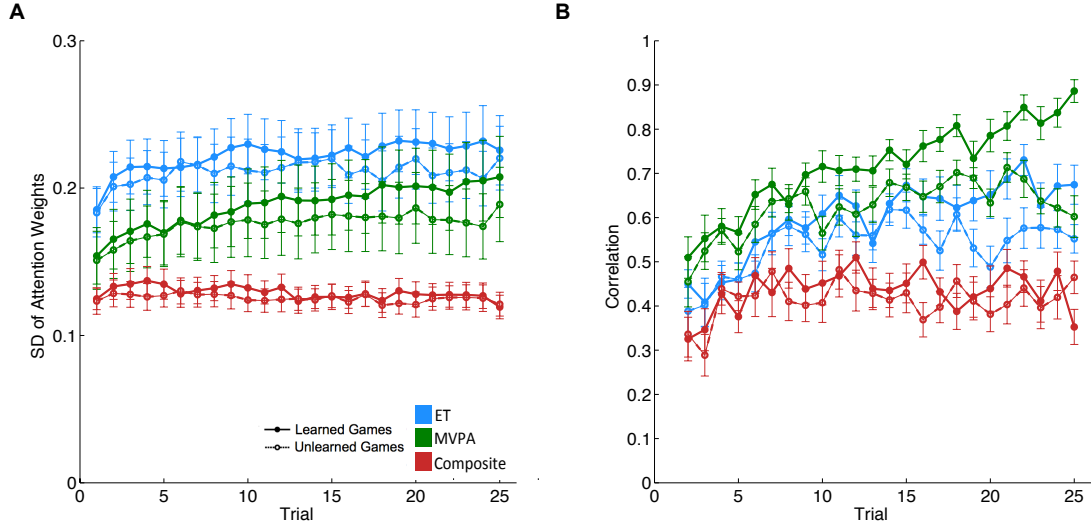 A
B
SD of Attention Weights
0.3
0.2
0.1
0
0
5
10
15
20
25
Trial
Learned Games
Unlearned Games
ET
MVPA
Composite
Correlation
1
0.9
0.8
0.7
0.6
0.5
0.4
0.3
0.2
0.1
0
0
5
10
15
20
25
Trial